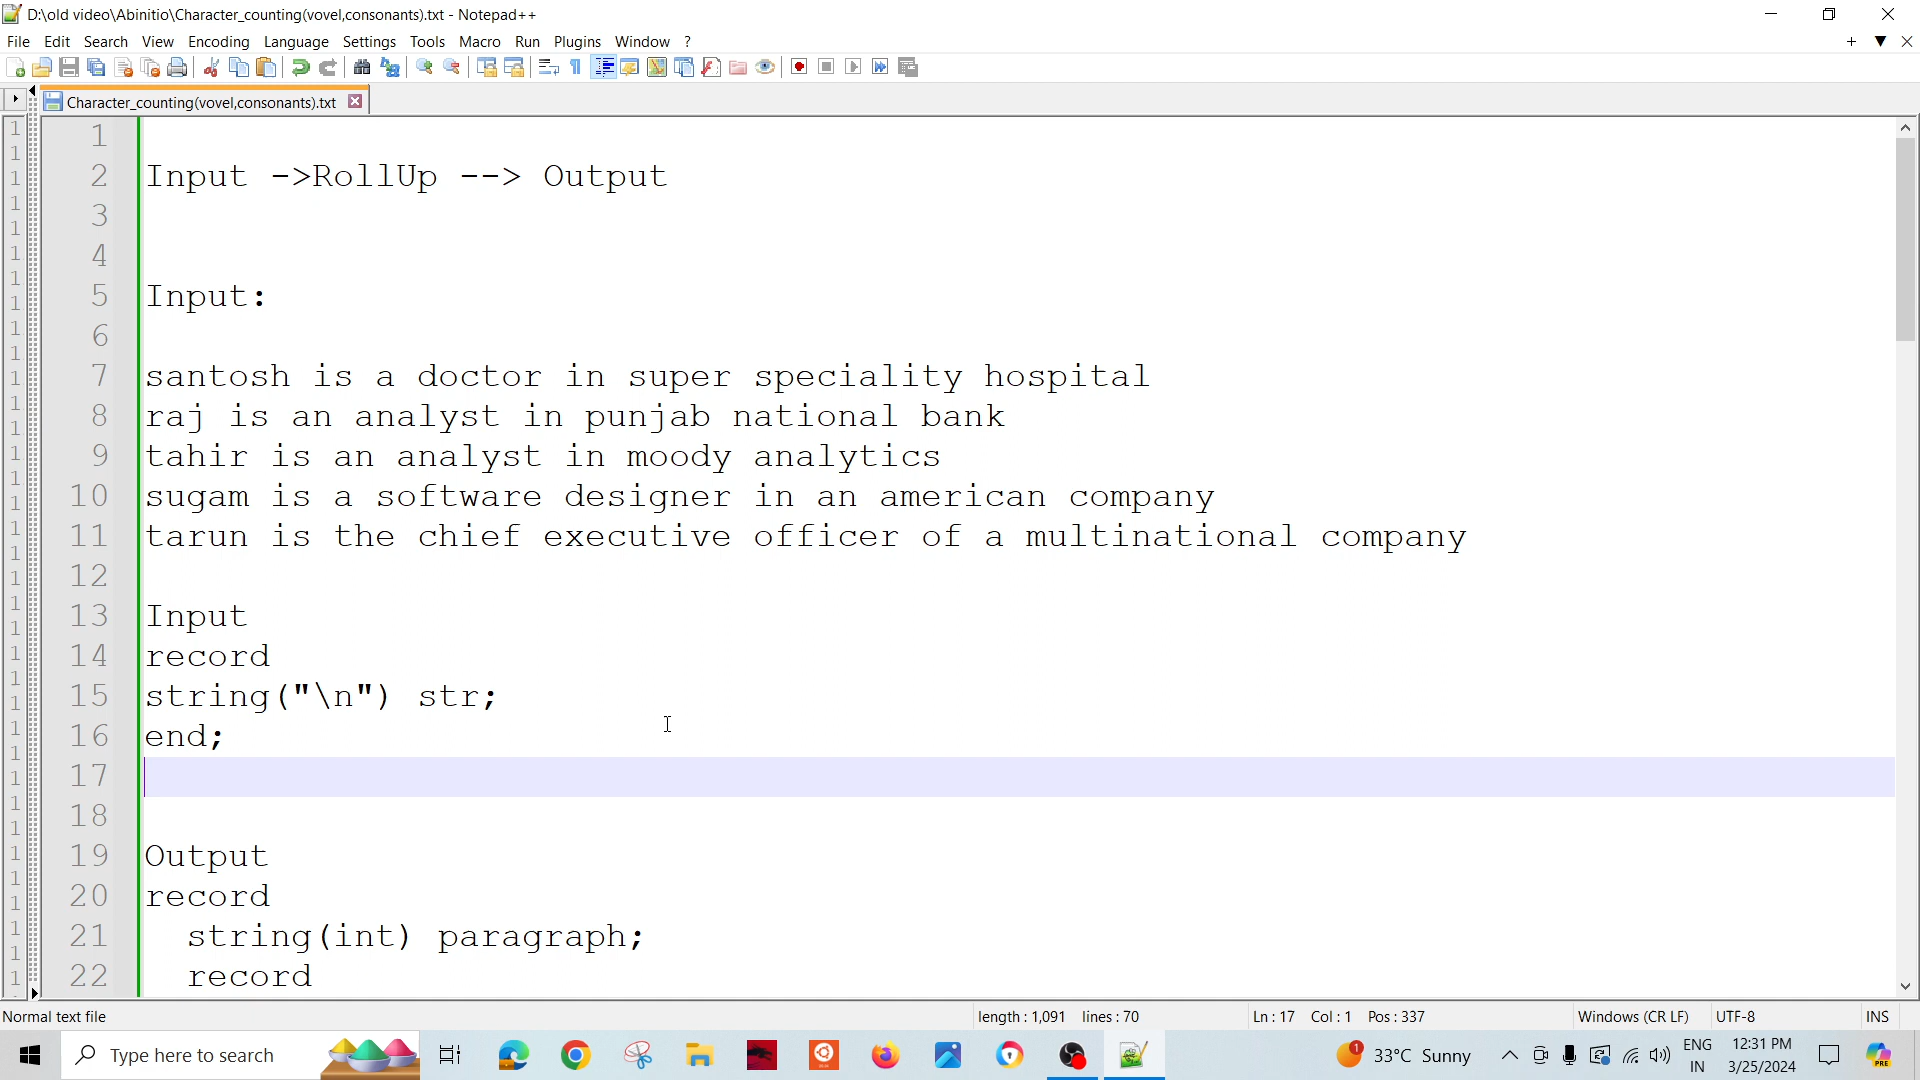 D:\old video\Abinitio\Character_counting(vovel,consonants).txt - Notepad++
File Edit Search View Encoding Language Settings Tools Macro Run Plugins Window ?
Character_counting(vovel,consonants).txt
1
2 Input ->RollUp --> Output
3
4
5 Input:
6
7 santosh is a doctor in super speciality hospital
8 raj is an analyst in punjab national bank
9 tahir is an analyst in moody analytics
10 sugam is a software designer in an american company
11 tarun is the chief executive officer of a multinational company
12
13 Input
14 record
15 string("\n") str;
16 end;
17
18
19 Output
20 record
21 string(int) paragraph;
22 record
Normal text file length : 1,091 lines : 70 Ln : 17 Col : 1 Pos : 337 Windows (CR LF) UTF-8 INS
Type here to search 33°C Sunny ENG IN 12:31 PM 3/25/2024